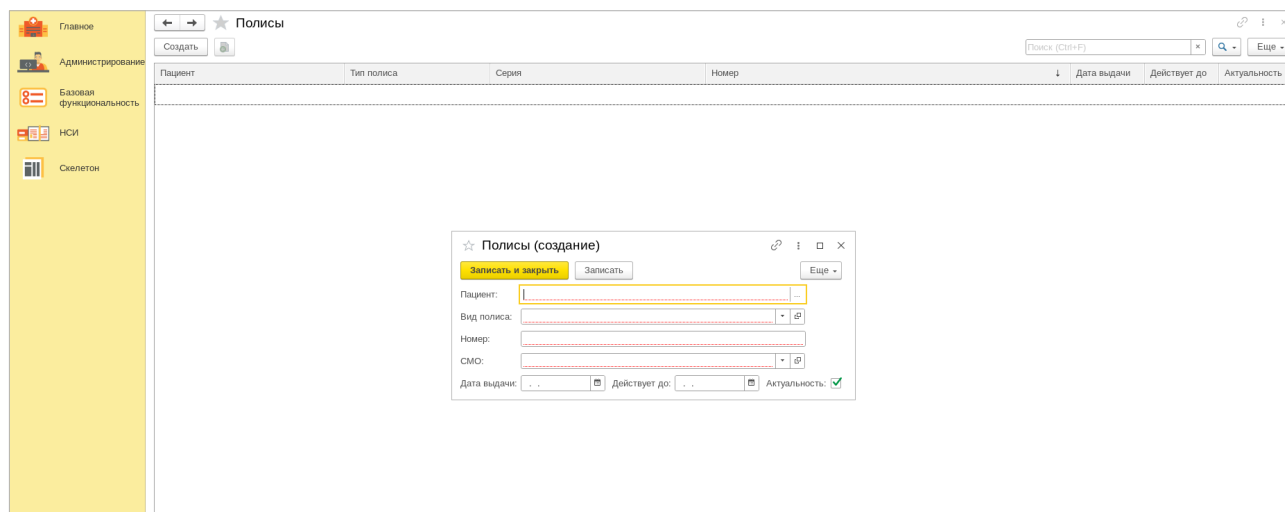 Главное
Полисы
Создать
Поиск (Ctrl+F)
×
Еще
Администрирование
Пациент
Тип полиса
Серия
Номер
↓
Дата выдачи
Действует до
Актуальность
Базовая
функциональность
НСИ
Скелетон
Полисы (создание)
Записать и закрыть
Записать
Еще
Пациент:
...
Вид полиса:
Номер:
СМО:
Дата выдачи: . .
Действует до: . .
Актуальность: